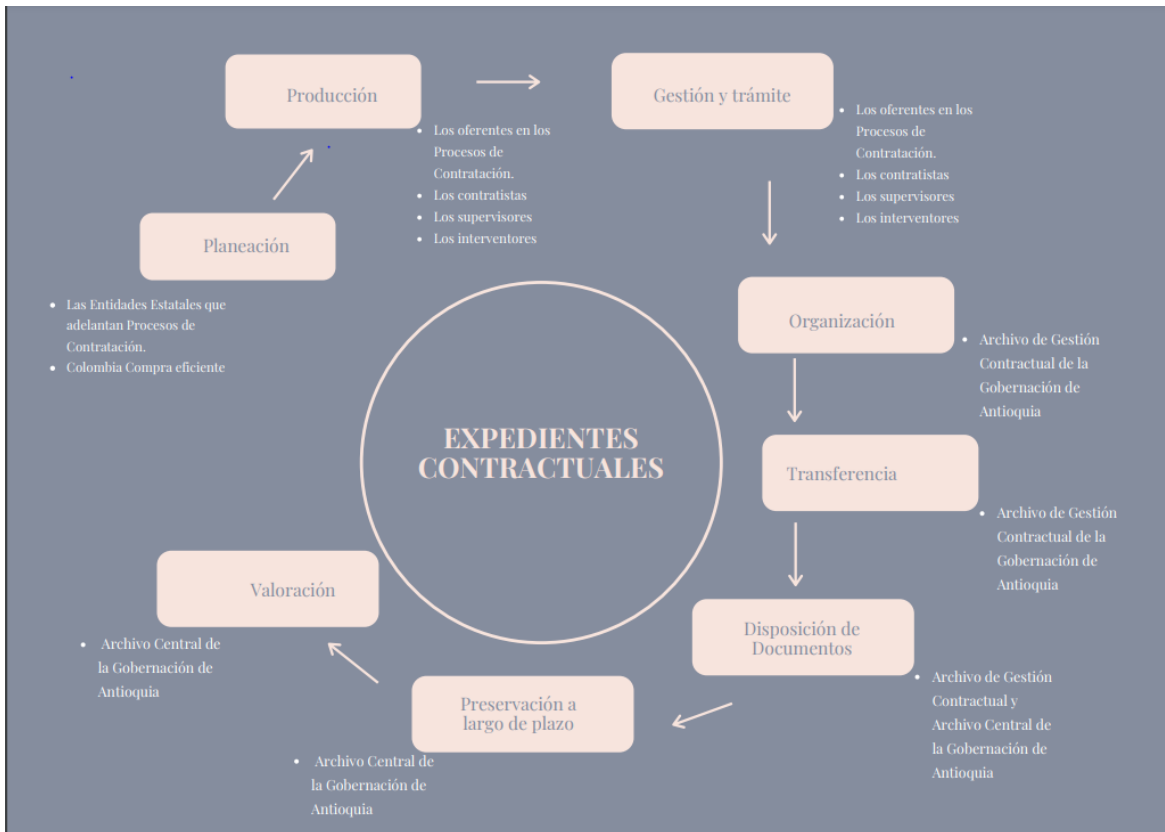 Producción
• Los oferentes en los
Procesos de
Contratación.
• Los contratistas
• Los supervisores
• Los interventores
Gestión y trámite
• Los oferentes en los
Procesos de
Contratación.
• Los contratistas
• Los supervisores
• Los interventores
Planeación
• Las Entidades Estatales que
adelantan Procesos de
Contratación.
• Colombia Compra eficiente
Organización
• Archivo de Gestión
Contractual de la
Gobernación de
Antioquia
EXPEDIENTES
CONTRACTUALES
Transferencia
• Archivo de Gestión
Contractual de la
Gobernación de
Antioquia
Disposición de
Documentos
• Archivo de Gestión
Contractual y
Archivo Central de
la Gobernación de
Antioquia
Preservación a
largo de plazo
• Archivo Central de
la Gobernación de
Antioquia
Valoración
• Archivo Central de
la Gobernación de
Antioquia